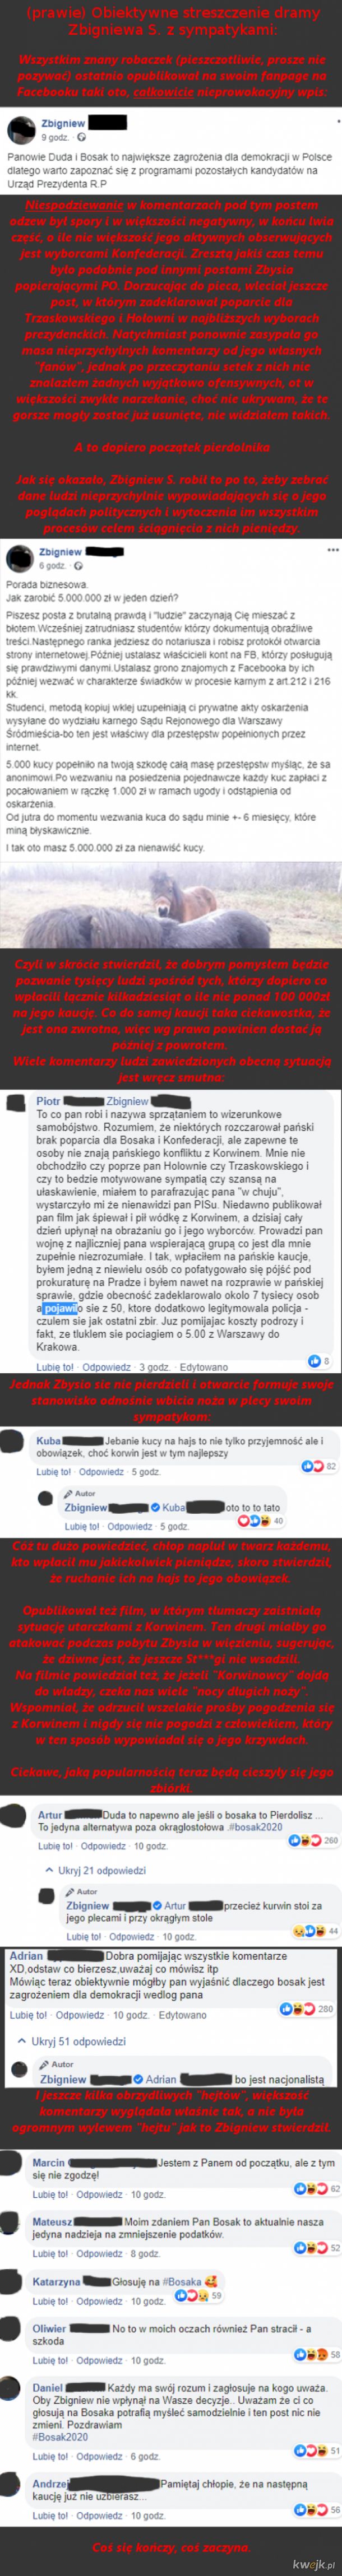 (prawie) Obiektywne streszczenie dramy
Zbigniewa S. z sympatykami:
Wszystkim znany robaczek (pieszczotliwie, prosze nie
pozywać) ostatnio opublikował na swoim fanpage na
Facebooku taki oto, całkowicie nieprowokacyjny wpis:
Zbigniew
9 godz. ·
Panowie Duda i Bosak to największe zagrożenia dla demokracji w Polsce
dlatego warto zapoznać się z programami pozostałych kandydatów na
Urząd Prezydenta R.P
Niespodziewanie w komentarzach pod tym postem
odzew był spory i w większości negatywny, w końcu lwia
część, o ile nie większość jego aktywnych obserwujących
jest wyborcami Konfederacji. Zresztą jakiś czas temu
było podobnie pod innymi postami Zbysia
popierającymi PO. Dorzucając do pieca, wleciał jeszcze
post, w którym zadeklarował poparcie dla
Trzaskowskiego i Hołowni w najbliższych wyborach
prezydenckich. Natychmiast ponownie zasypała go
masa nieprzychylnych komentarzy od jego własnych
"fanów", jednak po przeczytaniu setek z nich nie
znalazłem żadnych wyjątkowo ofensywnych, ot w
większości zwykłe narzekanie, choć nie ukrywam, że te
gorsze mogły zostać już usunięte, nie widziałem takich.
A to dopiero początek pierdolnika
Jak się okazało, Zbigniew S. robił to po to, żeby zebrać
dane ludzi nieprzychylnie wypowiadających się o jego
poglądach politycznych i wytoczenia im wszystkim
procesów celem ściągnięcia z nich pieniędzy.
Zbigniew
6 godz. ·
Porada biznesowa.
Jak zarobić 5.000.000 zł w jeden dzień?
Piszesz posta z brutalną prawdą i "ludzie" zaczynają Cię mieszać z
błotem.Wcześniej zatrudniasz studentów którzy dokumentują obraźliwe
treści.Następnego ranka jedziesz do notariusza i robisz protokół otwarcia
strony internetowej.Później ustalasz właścicieli kont na FB, którzy posługują
się prawdziwymi danymi.Ustalasz grono znajomych z Facebooka by ich
później wezwać w charakterze świadków w procesie karnym z art.212 i 216
kk.
Studenci, metodą kopiuj wklej uzupełniają ci prywatne akty oskarżenia
wysyłane do wydziału karnego Sądu Rejonowego dla Warszawy
Śródmieścia-bo ten jest właściwy dla przestępstw popełnionych przez
internet.
5.000 kucy popełniło na twoją szkodę całą masę przestępstw myśląc, że sa
anonimowi.Po wezwaniu na posiedzenia pojednawcze każdy kuc zapłaci z
pocałowaniem w rączkę 1.000 zł w ramach ugody i odstąpienia od
oskarżenia.
Od jutra do momentu wezwania kuca do sądu minie +- 6 miesięcy, które
miną błyskawicznie.
I tak oto masz 5.000.000 zł za nienawiść kucy.
Czyli w skrócie stwierdził, że dobrym pomysłem będzie
pozwanie tysięcy ludzi spośród tych, którzy dopiero co
wpłacili łącznie kilkadziesiąt o ile nie ponad 100 000zł
na jego kaucję. Co do samej kaucji taka ciekawostka, że
jest ona zwrotna, więc wg prawa powinien dostać ją
później z powrotem.
Wiele komentarzy ludzi zawiedzionych obecną sytuacją
jest wręcz smutna:
Piotr Zbigniew
To co pan robi i nazywa sprzątaniem to wizerunkowe
samobójstwo. Rozumiem, że niektórych rozczarował pański
brak poparcia dla Bosaka i Konfederacji, ale zapewne te
osoby nie znają pańskiego konfliktu z Korwinem. Mnie nie
obchodziło czy poprze pan Hołownie czy Trzaskowskiego i
czy to bedzie motywowane sympatią czy szansą na
ułaskawienie, miałem to parafrazując pana "w chuju",
wystarczyło mi że nienawidzi pan PISu. Niedawno publikował
pan film jak śpiewał i pił wódkę z Korwinem, a dzisiaj cały
dzień upłynął na obrażaniu go i jego wyborców. Prowadzi pan
wojnę z najliczniej pana wspierającą grupą co jest dla mnie
zupełnie niezrozumiałe. I tak, wpłaciłem na pańskie kaucje,
byłem jedną z niewielu osób co pofatygowało się pójść pod
prokuraturę na Pradze i byłem nawet na rozprawie w pańskiej
sprawie, gdzie obecność zadeklarowało okolo 7 tysiecy osob
a pojawiło sie z 50, ktore dodatkowo legitymowala policja -
czulem sie jak ostatni zbir. Juz pomijajac koszty podrozy i
fakt, ze tluklem sie pociagiem o 5.00 z Warszawy do
Krakowa.
8
Lubię to! · Odpowiedz · 3 godz. · Edytowano
Jednak Zbysio sie nie pierdzieli i otwarcie formuje swoje
stanowisko odnośnie wbicia noża w plecy swoim
sympatykom:
Kuba Jebanie kucy na hajs to nie tylko przyjemność ale i
obowiązek, choć korwin jest w tym najlepszy
82
Lubię to! · Odpowiedz · 5 godz.
Autor
Zbigniew Kuba oto to to tato
40
Lubię to! · Odpowiedz · 5 godz.
Cóż tu dużo powiedzieć, chłop napluł w twarz każdemu,
kto wpłacił mu jakiekolwiek pieniądze, skoro stwierdził,
że ruchanie ich na hajs to jego obowiązek.
Opublikował też film, w którym tłumaczy zaistniałą
sytuację utarczkami z Korwinem. Ten drugi miałby go
atakować podczas pobytu Zbysia w więzieniu, sugerując,
że dziwne jest, że jeszcze St***gi nie wsadzili.
Na filmie powiedział też, że jeżeli "Korwinowcy" dojdą
do władzy, czeka nas wiele "nocy długich noży".
Wspomniał, że odrzucił wszelakie prośby pogodzenia się
z Korwinem i nigdy się nie pogodzi z człowiekiem, który
w ten sposób wypowiadał się o jego krzywdach.
Ciekawe, jaką popularnością teraz będą cieszyły się jego
zbiórki.
Artur Duda to napewno ale jeśli o bosaka to Pierdolisz ...
To jedyna alternatywa poza okrągłostołowa .#bosak2020
260
Lubię to! · Odpowiedz · 10 godz.
Ukryj 21 odpowiedzi
Autor
Zbigniew Artur przecież kurwin stoi za
jego plecami i przy okrągłym stole
44
Lubię to! · Odpowiedz · 10 godz.
Adrian Dobra pomijając wszystkie komentarze
XD,odstaw co bierzesz,uważaj co mówisz itp
Mówiąc teraz obiektywnie mógłby pan wyjaśnić dlaczego bosak jest
zagrożeniem dla demokracji według pana
280
Lubię to! · Odpowiedz · 10 godz. · Edytowano
Ukryj 51 odpowiedzi
Autor
Zbigniew Adrian bo jest nacjonalistą
I jeszcze kilka obrzydliwych "hejtów", większość
komentarzy wyglądała właśnie tak, a nie była
ogromnym wylewem "hejtu" jak to Zbigniew stwierdził.
Marcin Jestem z Panem od początku, ale z tym
się nie zgodzę!
62
Lubię to! · Odpowiedz · 10 godz.
Mateusz Moim zdaniem Pan Bosak to aktualnie nasza
jedyna nadzieja na zmniejszenie podatków.
52
Lubię to! · Odpowiedz · 8 godz.
Katarzyna Głosuję na #Bosaka
59
Lubię to! · Odpowiedz · 10 godz.
Oliwier No to w moich oczach również Pan stracił - a
szkoda
58
Lubię to! · Odpowiedz · 10 godz.
Daniel Każdy ma swój rozum i zagłosuje na kogo uważa.
Oby Zbigniew nie wpłynął na Wasze decyzje.. Uważam że ci co
głosują na Bosaka potrafią myśleć samodzielnie i ten post nic nie
zmieni. Pozdrawiam
#Bosak2020
51
Lubię to! · Odpowiedz · 6 godz.
Andrzej Pamiętaj chłopie, że na następną
kaucję już nie uzbierasz...
56
Lubię to! · Odpowiedz · 10 godz.
Coś się kończy, coś zaczyna.
kwejk.pl